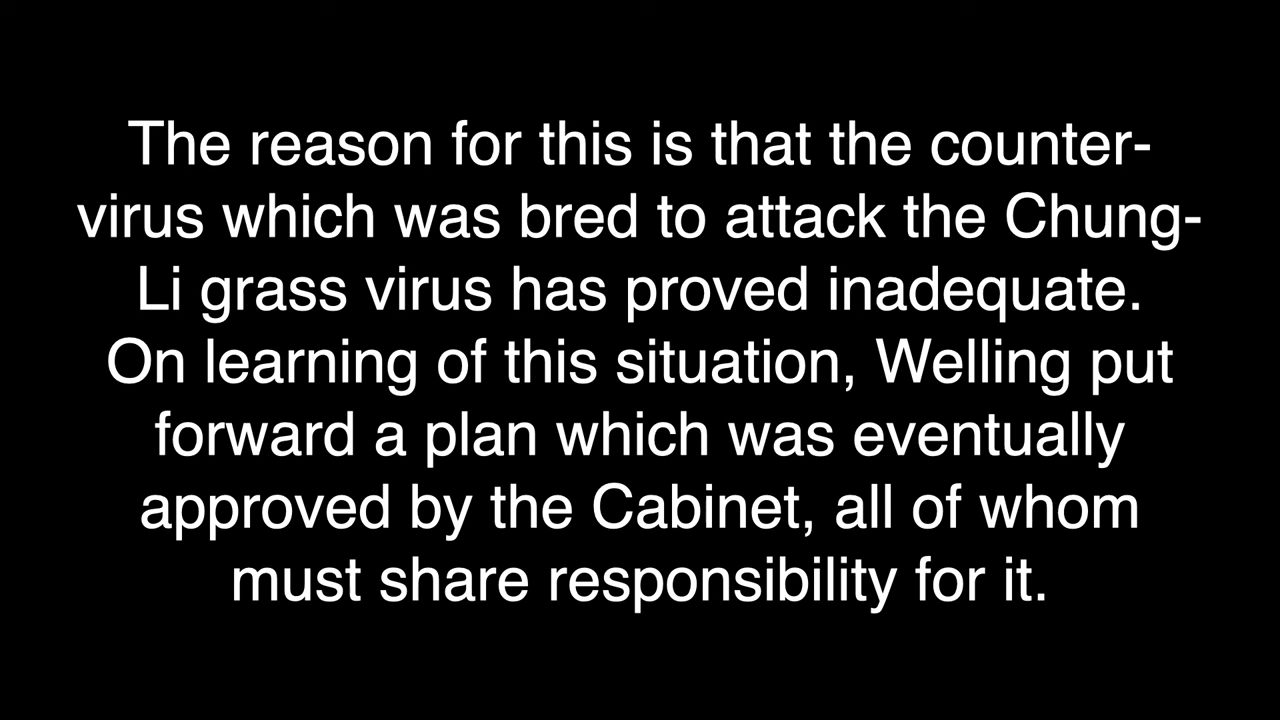 The reason for this is that the counter-
virus which was bred to attack the Chung-
Li grass virus has proved inadequate.
On learning of this situation, Welling put
forward a plan which was eventually
approved by the Cabinet, all of whom
must share responsibility for it.